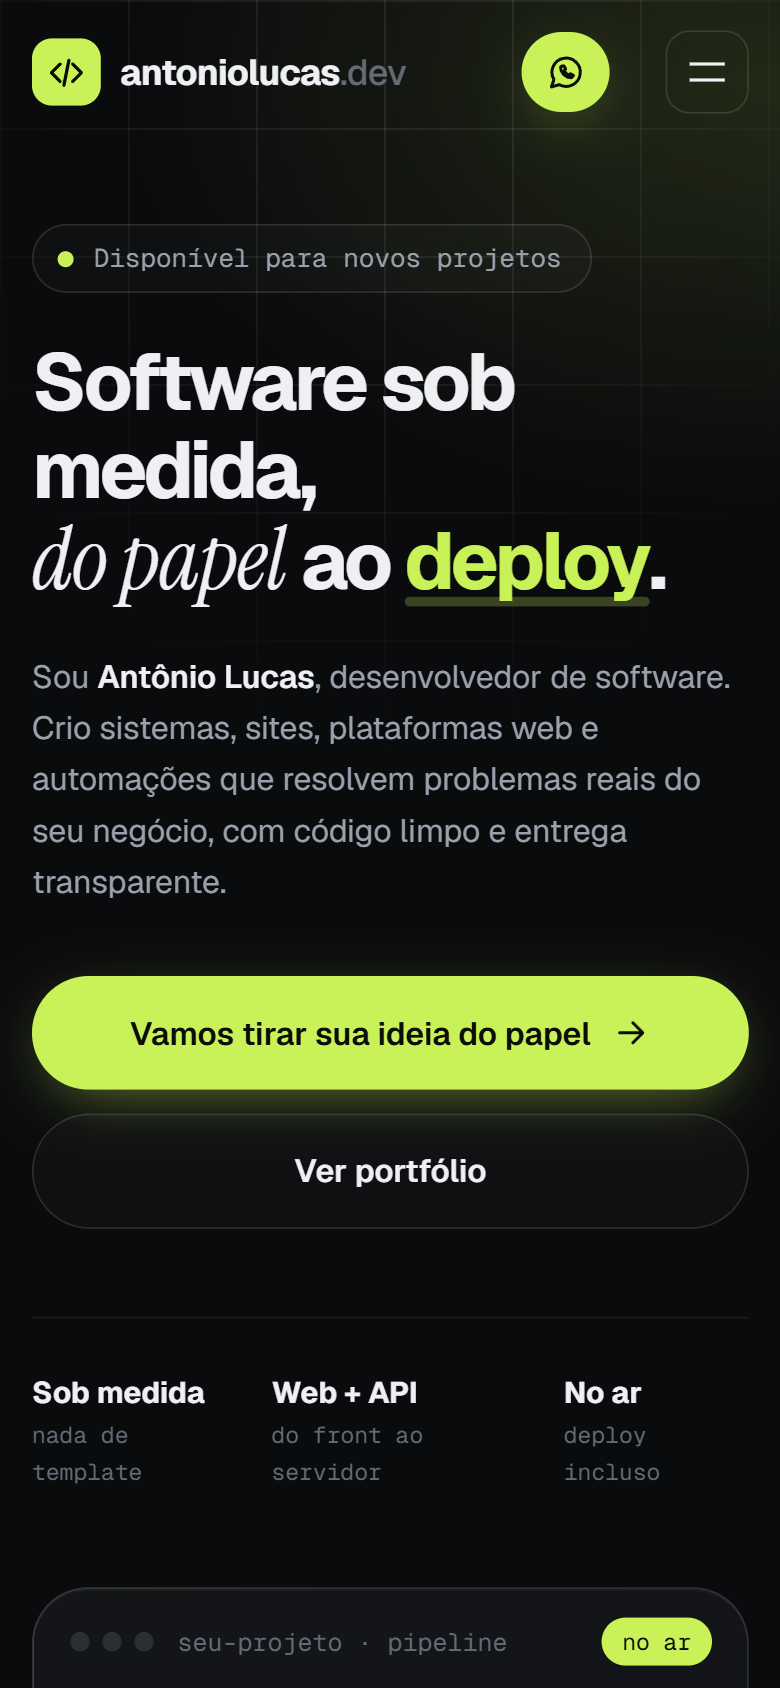 antoniolucas.dev
Disponível para novos projetos
Software sob
medida,
do papel ao deploy.
Sou Antônio Lucas, desenvolvedor de software.
Crio sistemas, sites, plataformas web e
automações que resolvem problemas reais do
seu negócio, com código limpo e entrega
transparente.
Vamos tirar sua ideia do papel →
Ver portfólio
Sob medida
nada de
template
Web + API
do front ao
servidor
No ar
deploy
incluso
seu-projeto · pipeline
no ar